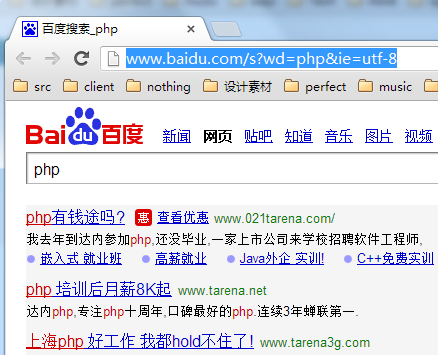 百度搜索_php
www.baidu.com/s?wd=php&ie=utf-8
src client nothing 设计素材 perfect music
Bai du 百度 新闻 网页 贴吧 知道 音乐 图片 视频
php
php有钱途吗? 惠 查看优惠 www.021tarena.com/
我去年到达内参加php,还没毕业,一家上市公司来学校招聘软件工程师,
嵌入式 就业班 高薪就业 Java外企 实训! C++免费实训
php 培训后月薪8K起 www.tarena.net
达内php,专注php十周年,口碑最好的php.连续3年蝉联第一.
上海php 好工作 我都hold不住了! www.tarena3g.com